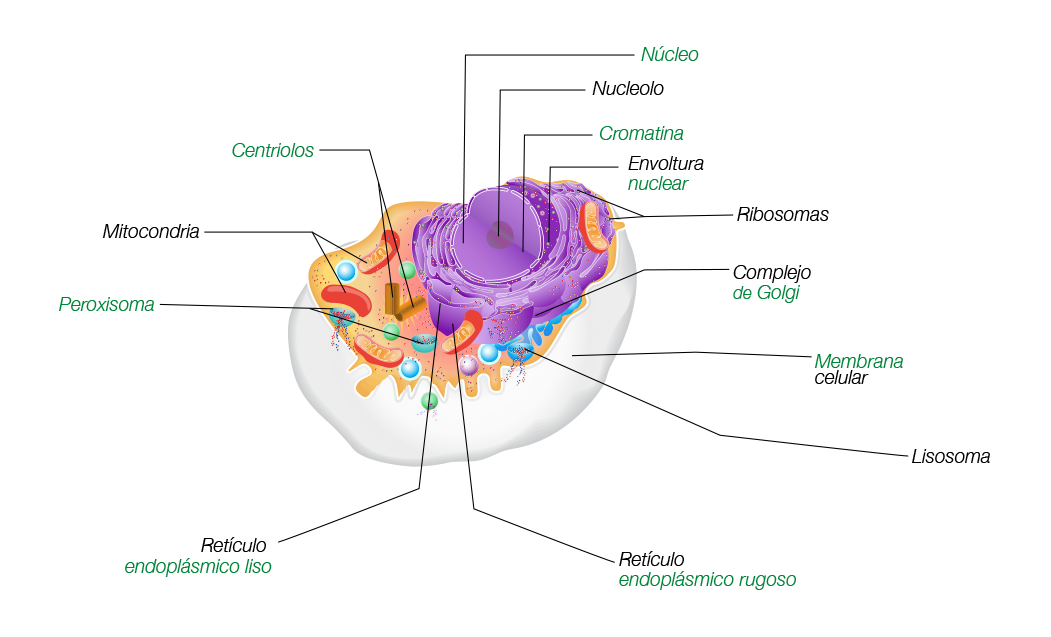 Núcleo
Nucleolo
Cromatina
Centriolos
Envoltura
nuclear
Ribosomas
Mitocondria
Complejo
de Golgi
Peroxisoma
Membrana
celular
Lisosoma
Retículo
endoplásmico liso
Retículo
endoplásmico rugoso